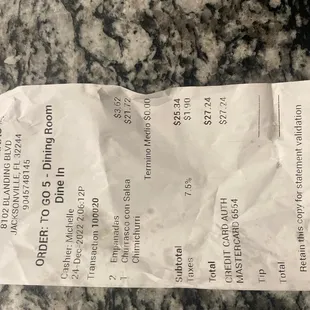 8102 BLANDING BLVD
JACKSONVILLE, FL 32244
9045748145
ORDER: TO GO 5 - Dining Room
Dine In
Cashier: Michelle
24-Dec-2022 2:06:12P
Transaction 100020
2 Empanadas $3.62
1 Churrasco con Salsa $21.72
Chimichurri
Termino Medio $0.00
Subtotal $25.34
Taxes 7.5% $1.90
Total $27.24
CREDIT CARD AUTH $27.24
MASTERCARD 6554
Tip
Total
Retain this copy for statement validation